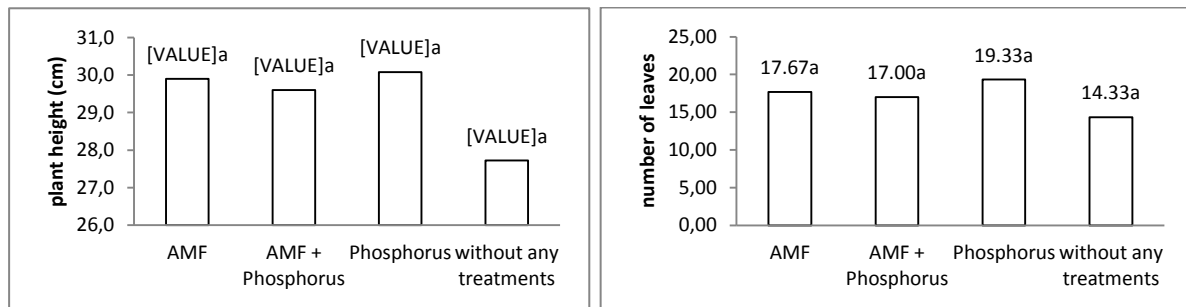 plant height (cm)
31,0
30,0
29,0
28,0
27,0
26,0
[VALUE]a
[VALUE]a
[VALUE]a
[VALUE]a
AMF
AMF +
Phosphorus
Phosphorus
without any
treatments
number of leaves
25,00
20,00
15,00
10,00
5,00
0,00
17.67a
17.00a
19.33a
14.33a
AMF
AMF +
Phosphorus
Phosphorus
without any
treatments